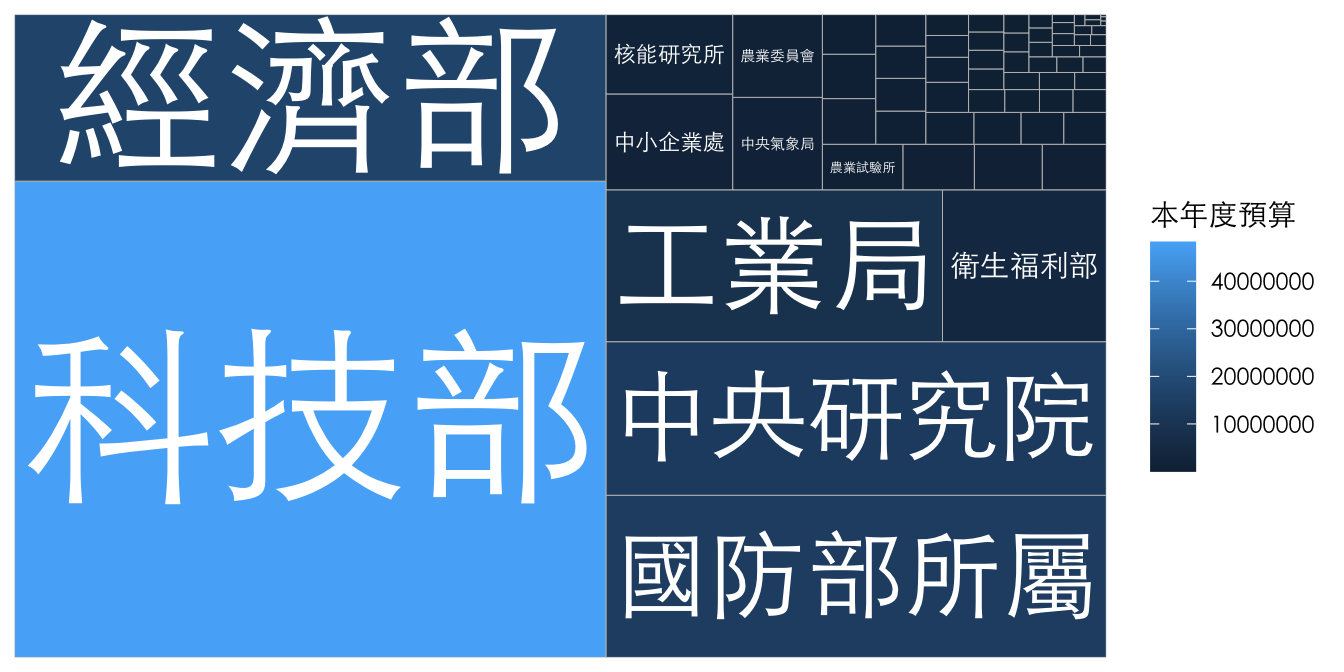 經濟部
科技部
核能研究所
農業委員會
中小企業處
中央氣象局
農業試驗所
工業局
衛生福利部
中央研究院
國防部所屬
本年度預算
40000000
30000000
20000000
10000000